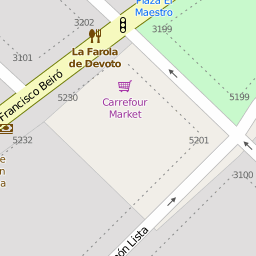 Plaza El
Maestro
3202
3199
3101
La Farola
de Devoto
Francisco Beiró
5230
Carrefour
Market
5199
5232
5201
3100
Lista